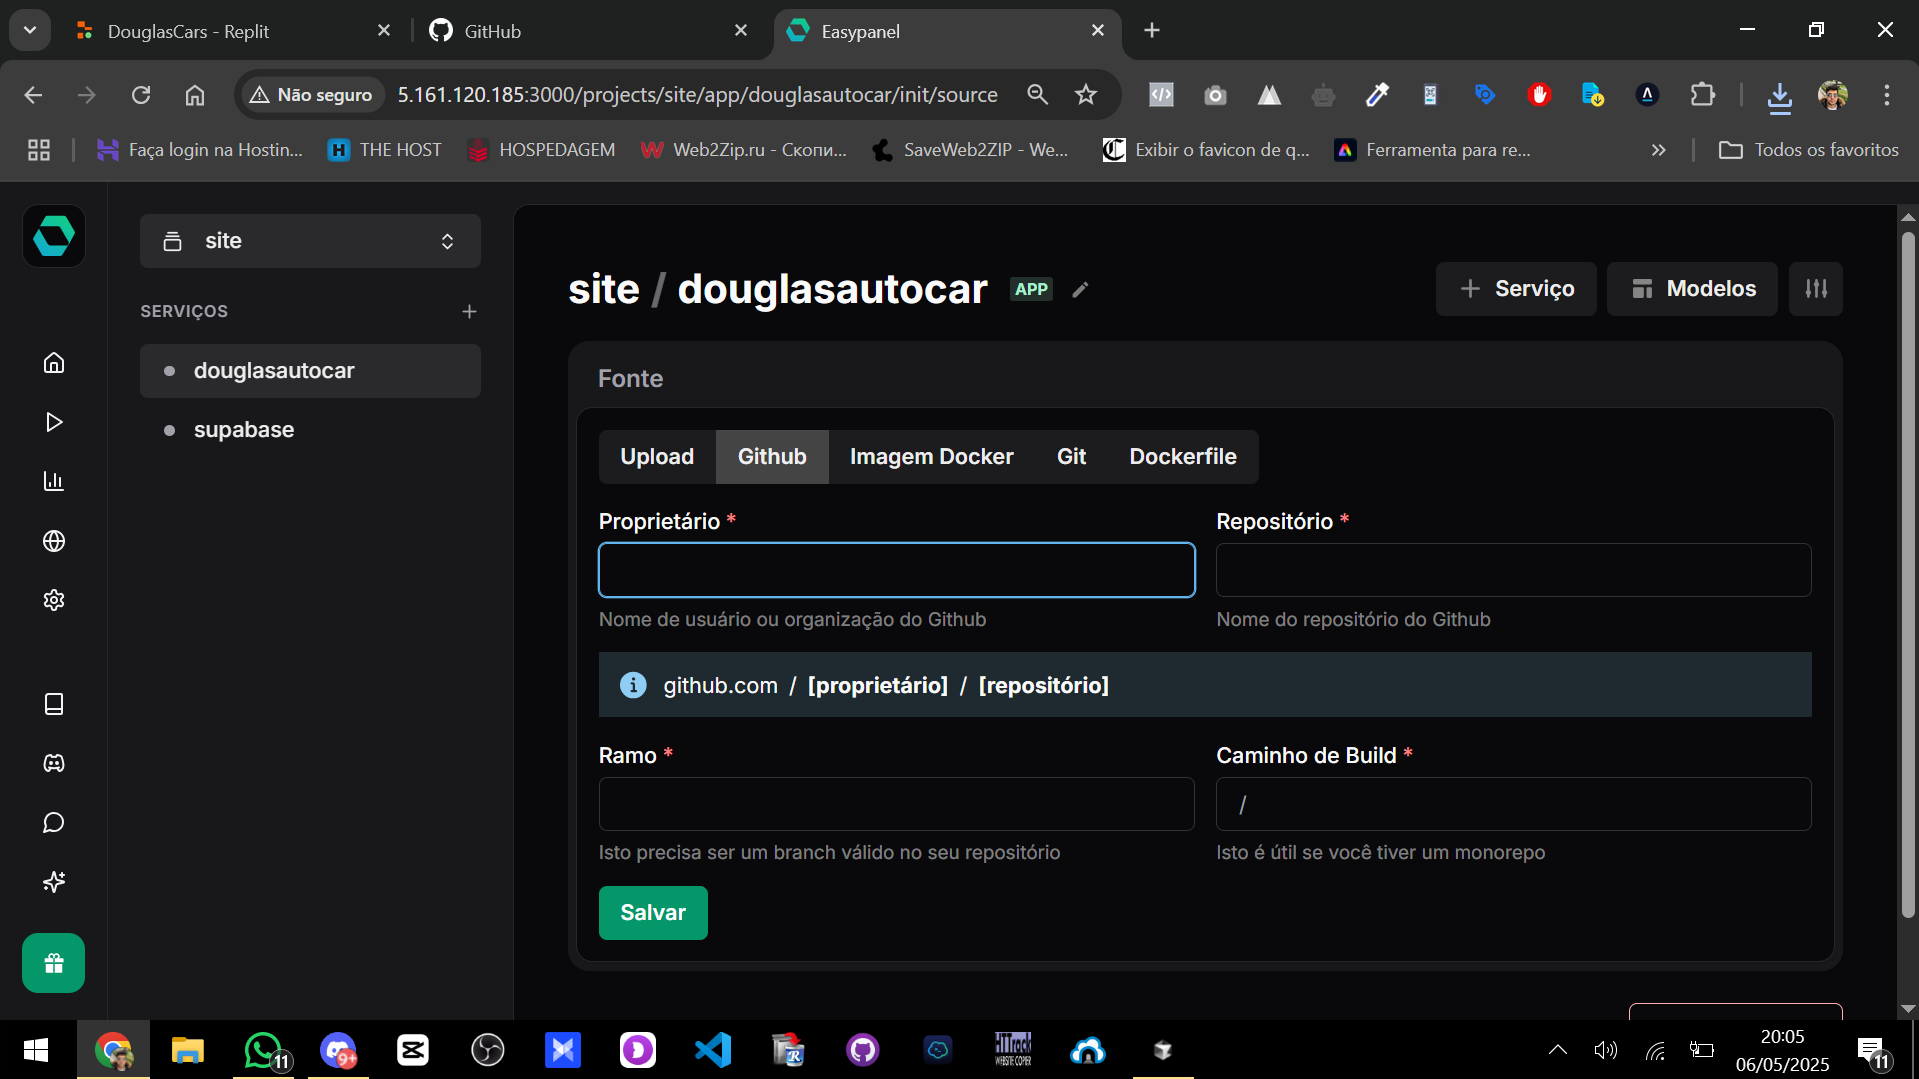 DouglasCars - Replit
GitHub
Easypanel
Não seguro
5.161.120.185:3000/projects/site/app/douglasautocar/init/source
Faça login na Hostin...
THE HOST
HOSPEDAGEM
Web2Zip.ru - Скопи...
SaveWeb2ZIP - We...
Exibir o favicon de q...
Ferramenta para re...
Todos os favoritos
site
SERVIÇOS
douglasautocar
supabase
site / douglasautocar
APP
Serviço
Modelos
Fonte
Upload
Github
Imagem Docker
Git
Dockerfile
Proprietário *
Repositório *
Nome de usuário ou organização do Github
Nome do repositório do Github
github.com / [proprietário] / [repositório]
Ramo *
Caminho de Build *
/
Isto precisa ser um branch válido no seu repositório
Isto é útil se você tiver um monorepo
Salvar
11
9+
WEBSITE COPIER
20:05
06/05/2025
11